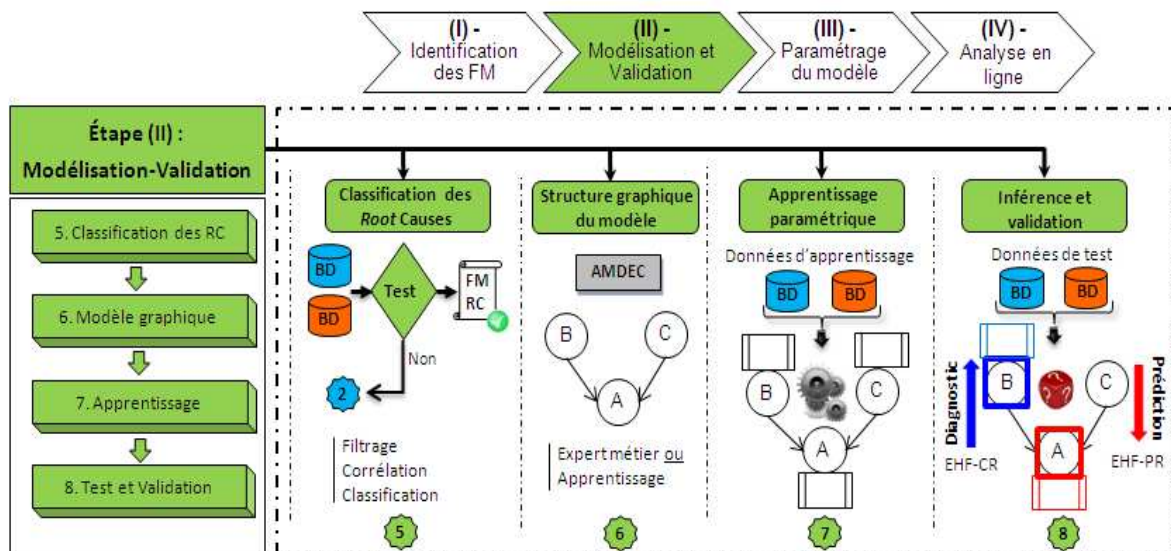 (I) -
Identification
des FM
(II) -
Modélisation et
Validation
(III) -
Paramétrage
du modèle
(IV) -
Analyse en
ligne
Étape (II) :
Modélisation-Validation
5. Classification des RC
6. Modèle graphique
7. Apprentissage
8. Test et Validation
Classification des
Root Causes
BD
BD
Test
FM
RC
Non
2
Filtrage
Corrélation
Classification
5
Structure graphique
du modèle
AMDEC
B
C
A
Expert métier ou
Apprentissage
6
Apprentissage
paramétrique
Données d'apprentissage
BD
BD
B
C
A
7
Inférence et
validation
Données de test
BD
BD
Diagnostic
B
C
Prédiction
A
EHF-CR
EHF-PR
8